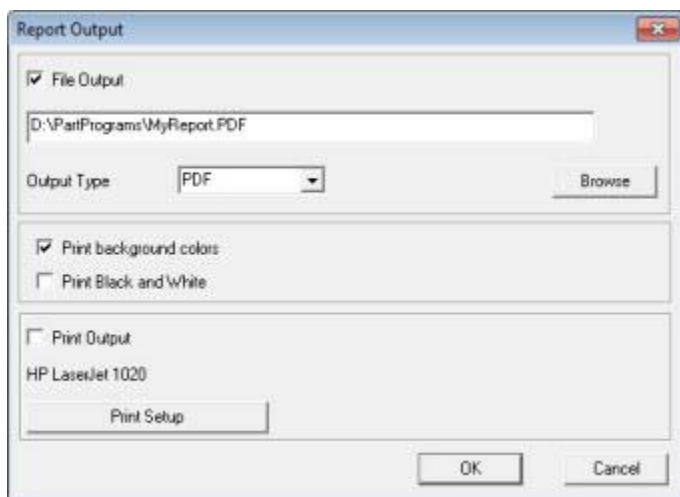 Report Output
File Output
D:\PartPrograms\MyReport.PDF
Output Type PDF Browse
Print background colors
Print Black and White
Print Output
HP LaserJet 1020
Print Setup
OK Cancel